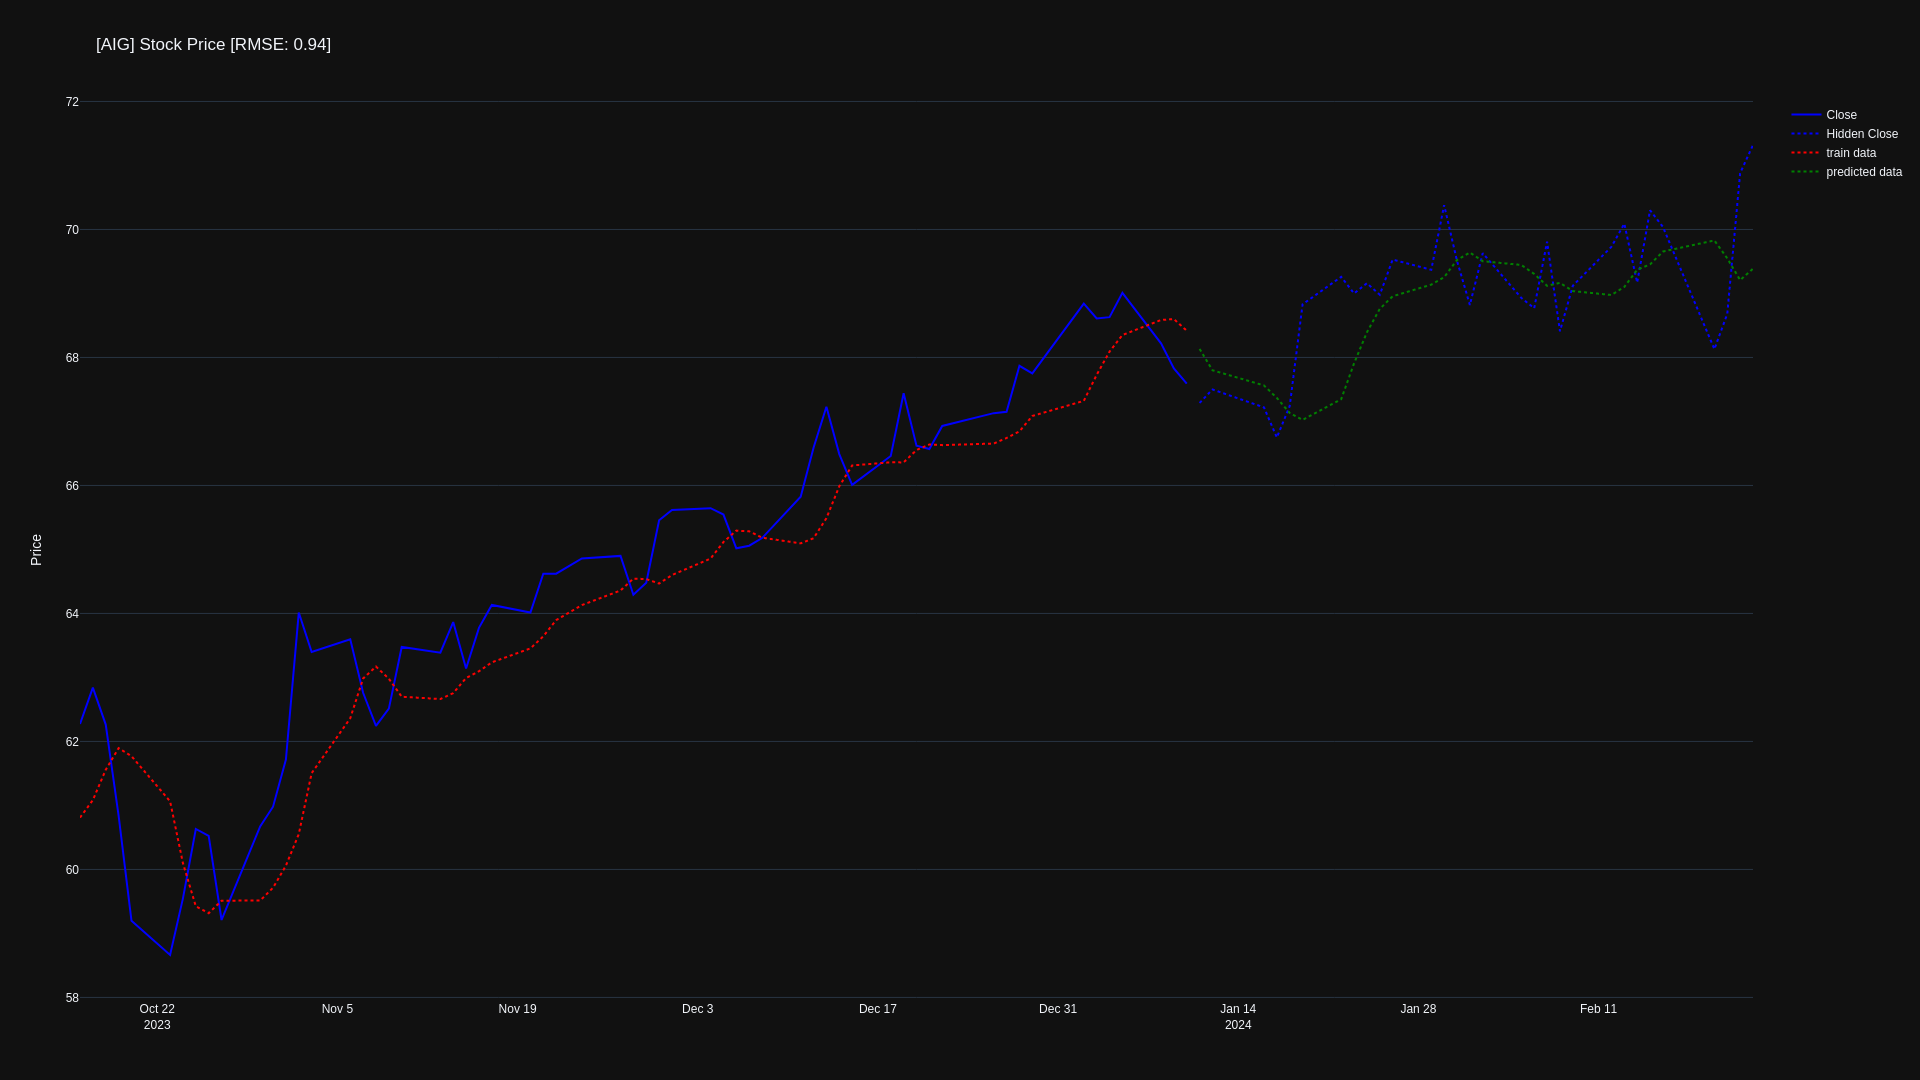 [AIG] Stock Price [RMSE: 0.94]
Close
Hidden Close
train data
predicted data
72
70
68
66
64
62
60
58
Price
Oct 22
2023
Nov 5
Nov 19
Dec 3
Dec 17
Dec 31
Jan 14
2024
Jan 28
Feb 11